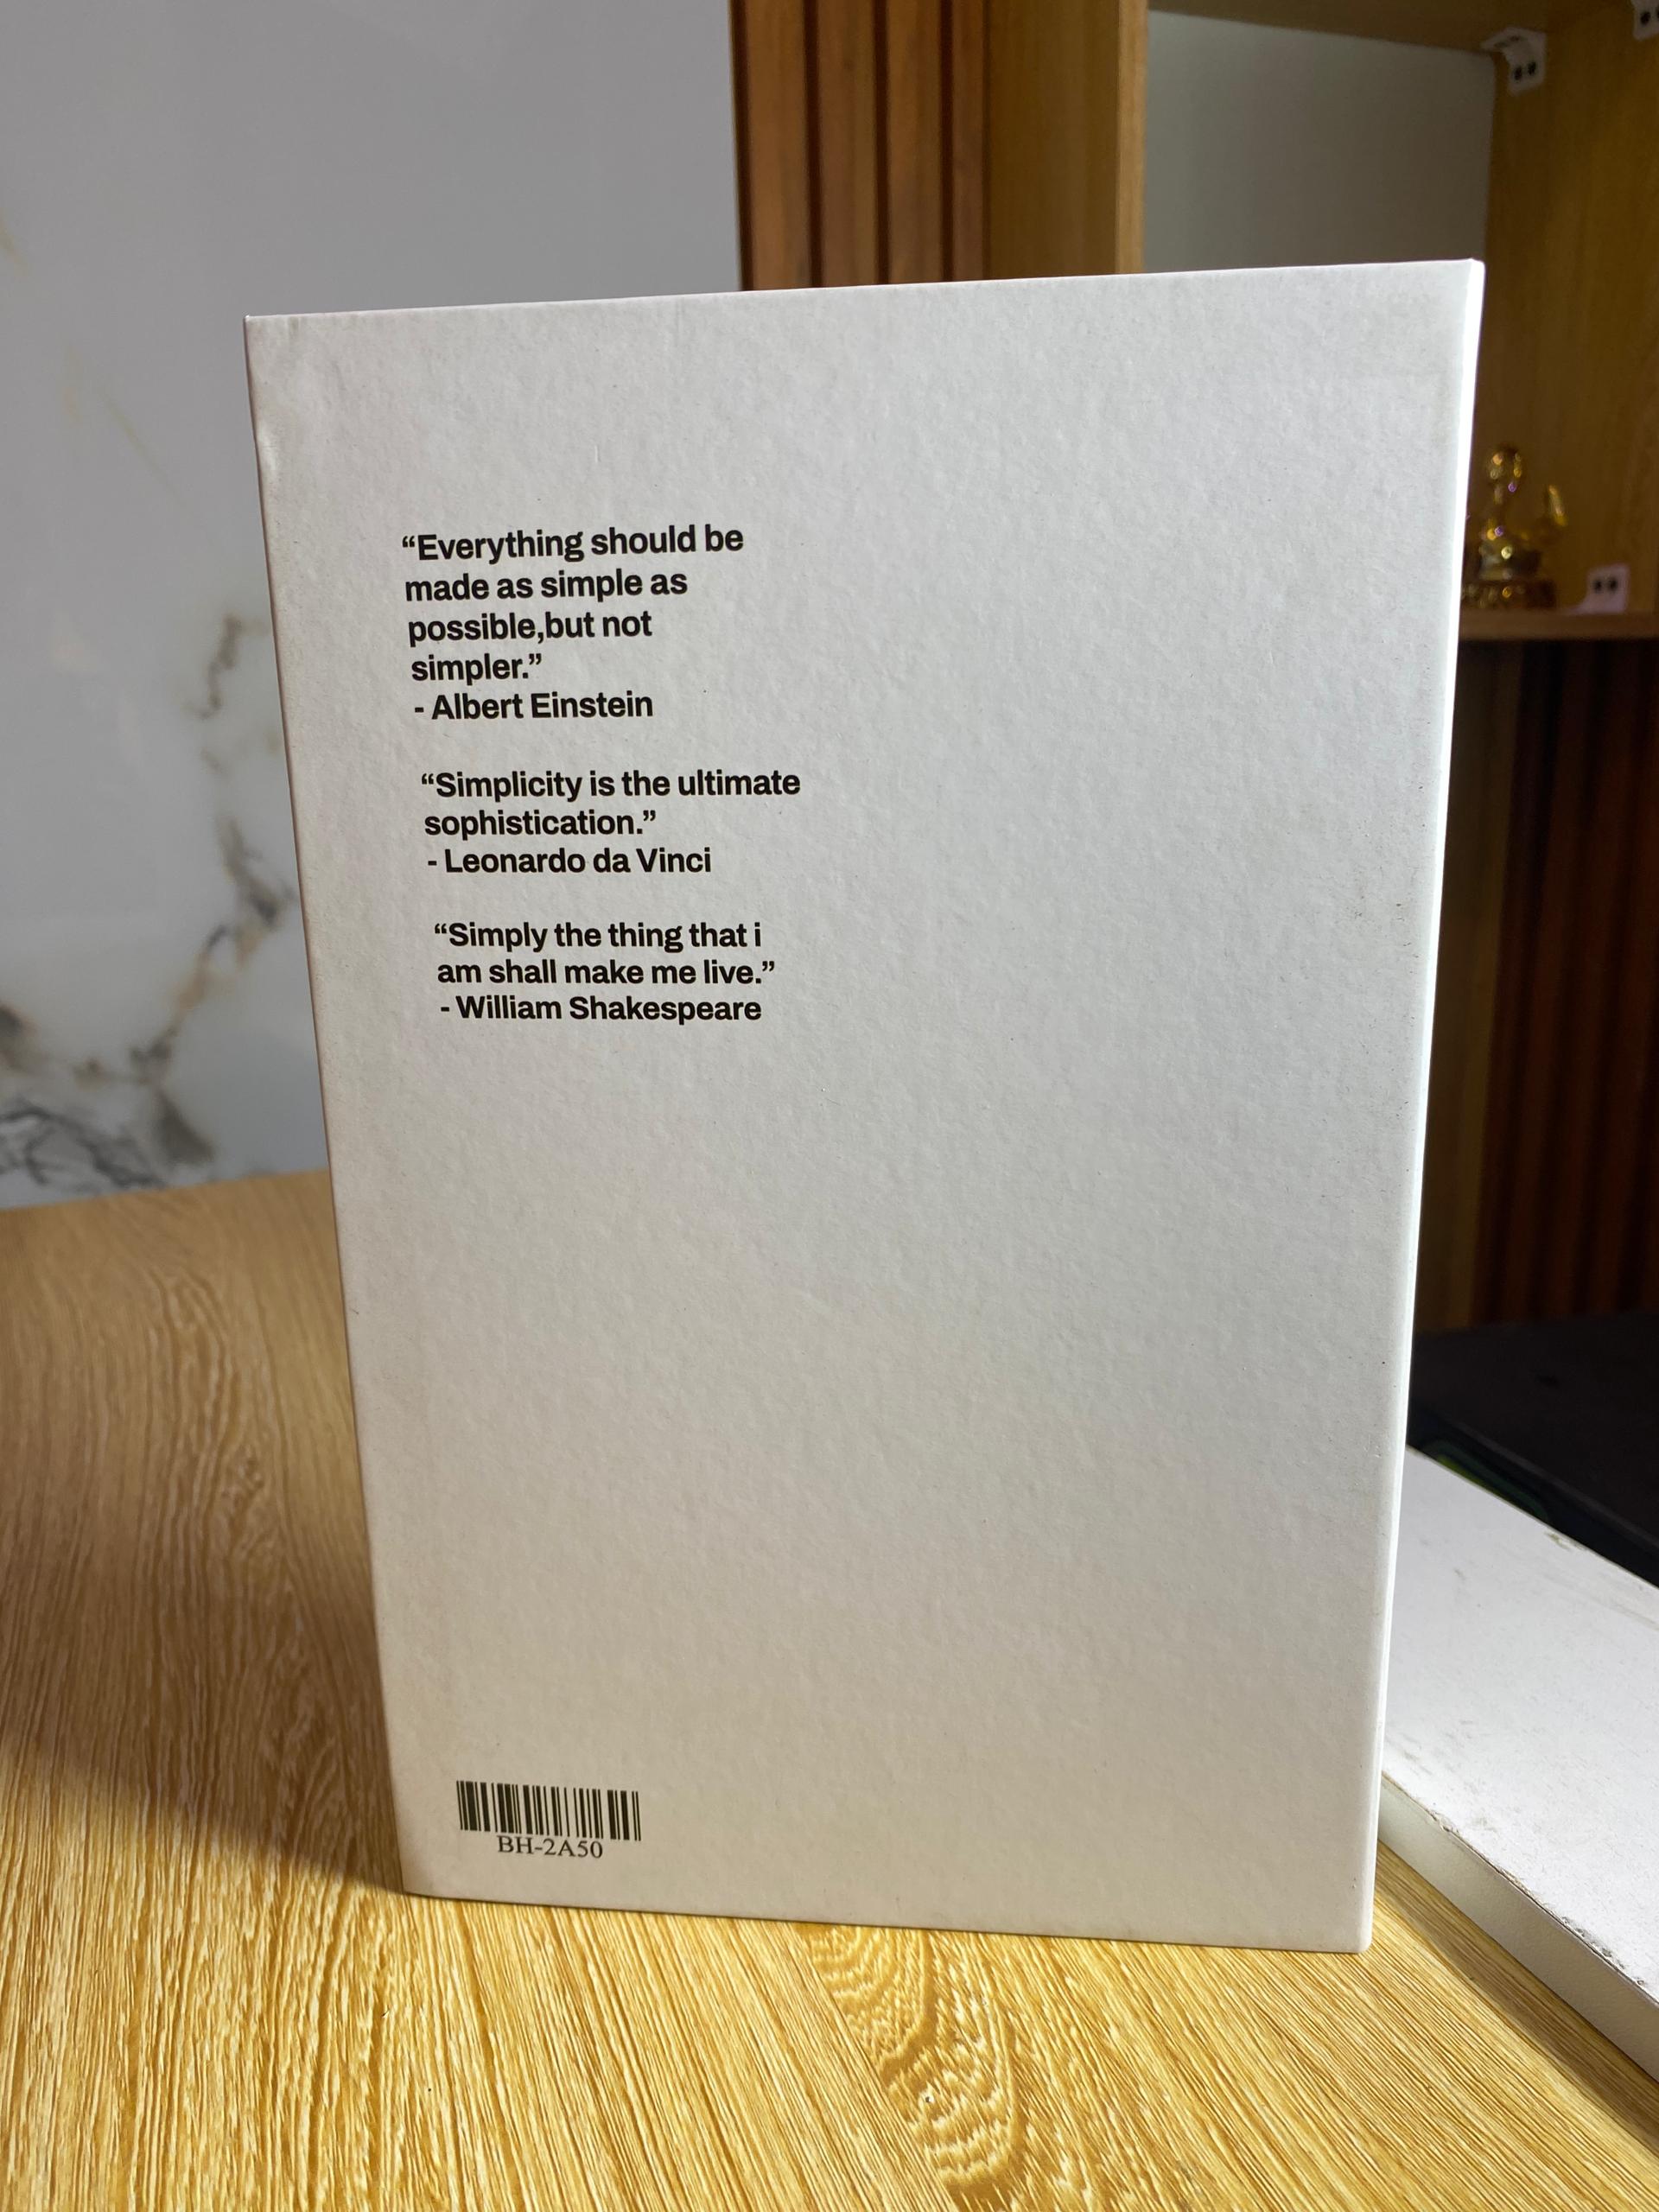 “Everything should be
made as simple as
possible,but not
simpler.”
- Albert Einstein
“Simplicity is the ultimate
sophistication.”
- Leonardo da Vinci
“Simply the thing that i
am shall make me live.”
- William Shakespeare
BH-2A50